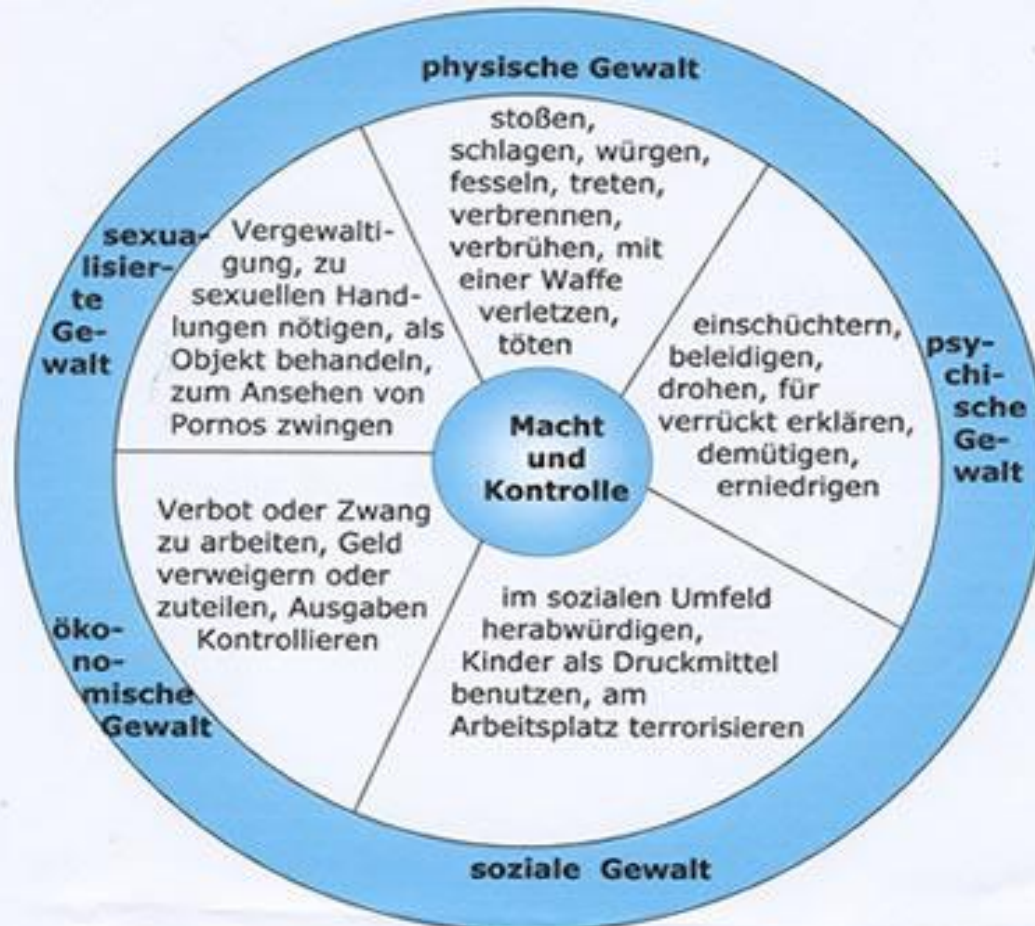 physische Gewalt
stoßen,
schlagen, würgen,
fesseln, treten,
verbrennen,
verbrühen, mit
einer Waffe
verletzen,
töten
psy-
chi-
sche
Ge-
walt
einschüchtern,
beleidigen,
drohen, für
verrückt erklären,
demütigen,
erniedrigen
soziale Gewalt
im sozialen Umfeld
herabwürdigen,
Kinder als Druckmittel
benutzen, am
Arbeitsplatz terrorisieren
öko-
no-
mische
Gewalt
Verbot oder Zwang
zu arbeiten, Geld
verweigern oder
zuteilen, Ausgaben
Kontrollieren
sexua-
lisier-
te
Ge-
walt
Vergewalti-
gung, zu
sexuellen Hand-
lungen nötigen, als
Objekt behandeln,
zum Ansehen von
Pornos zwingen
Macht
und
Kontrolle